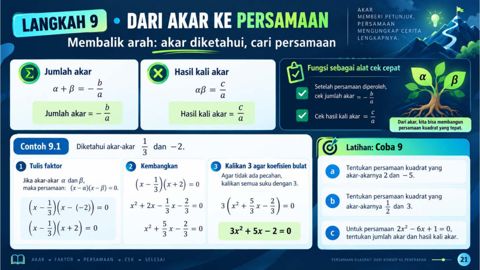 LANGKAH 9 • DARI AKAR KE PERSAMAAN
Membalik arah: akar diketahui, cari persamaan
AKAR
MEMBERI PETUNJUK,
PERSAMAAN
MENGUNGKAP CERITA
LENGKAPNYA.
Σ Jumlah akar
α + β = − b/a
Jumlah akar = − b/a
× Hasil kali akar
αβ = c/a
Hasil kali akar = c/a
Fungsi sebagai alat cek cepat
Setelah persamaan diperoleh,
cek jumlah akar = − b/a
Cek hasil kali akar = c/a
α β
Dari akar, kita bisa membangun
persamaan kuadrat yang tepat.
Contoh 9.1 Diketahui akar-akar 1/3 dan −2.
1 Tulis faktor
Jika akar-akar α dan β,
maka persamaan: (x − α)(x − β) = 0.
(x − 1/3)(x − (−2)) = 0
(x − 1/3)(x + 2) = 0
2 Kembangkan
(x − 1/3)(x + 2) = 0
x² + 2x − 1/3 x − 2/3 = 0
x² + 5/3 x − 2/3 = 0
3 Kalikan 3 agar koefisien bulat
Agar tidak ada pecahan,
kalikan semua suku dengan 3.
3(x² + 5/3 x − 2/3) = 0
3x² + 5x − 2 = 0
Latihan: Coba 9
a Tentukan persamaan kuadrat yang
akar-akarnya 2 dan −5.
b Tentukan persamaan kuadrat yang
akar-akarnya 1/2 dan 3.
c Untuk persamaan 2x² − 6x + 1 = 0,
tentukan jumlah akar dan hasil kali akar.
AKAR • FAKTOR • PERSAMAAN • CEK • SELESAI
PERSAMAAN KUADRAT DARI KONSEP KE PENERAPAN
21